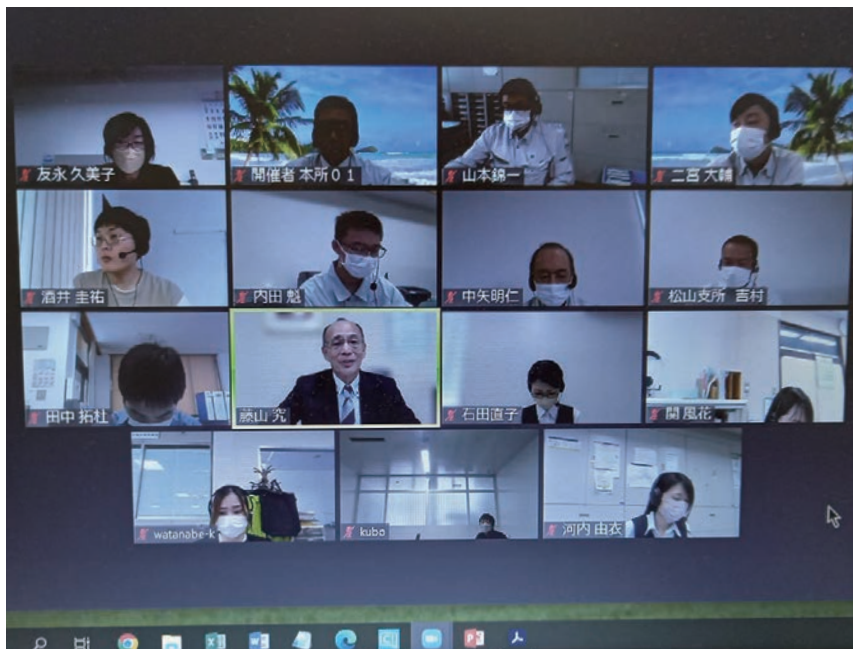 友永 久美子
開催者 本所01
山本錦一
二宮 大輔
酒井 圭祐
内田 魁
中矢明仁
松山支所 吉村
田中 拓杜
藤山 究
石田直子
関 風花
watanabe-k
kubo
河内 由衣